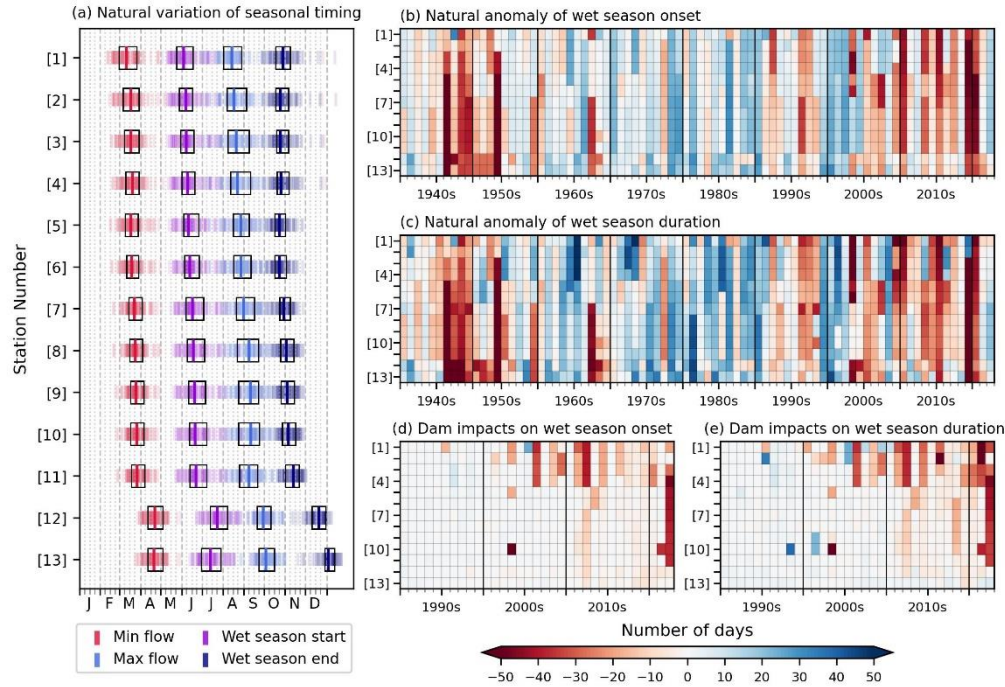 (a) Natural variation of seasonal timing
Station Number
[1]
[2]
[3]
[4]
[5]
[6]
[7]
[8]
[9]
[10]
[11]
[12]
[13]
J F M A M J J A S O N D
Min flow
Max flow
Wet season start
Wet season end
(b) Natural anomaly of wet season onset
[1]
[4]
[7]
[10]
[13]
1940s 1950s 1960s 1970s 1980s 1990s 2000s 2010s
(c) Natural anomaly of wet season duration
[1]
[4]
[7]
[10]
[13]
1940s 1950s 1960s 1970s 1980s 1990s 2000s 2010s
(d) Dam impacts on wet season onset
[1]
[4]
[7]
[10]
[13]
1990s 2000s 2010s
(e) Dam impacts on wet season duration
[1]
[4]
[7]
[10]
[13]
1990s 2000s 2010s
Number of days
−50 −40 −30 −20 −10 0 10 20 30 40 50